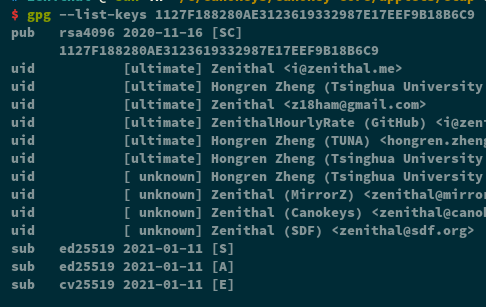 $ gpg --list-keys 1127F188280AE3123619332987E17EEF9B18B6C9
pub   rsa4096 2020-11-16 [SC]
      1127F188280AE3123619332987E17EEF9B18B6C9
uid           [ultimate] Zenithal <i@zenithal.me>
uid           [ultimate] Hongren Zheng (Tsinghua University
uid           [ultimate] Zenithal <z18ham@gmail.com>
uid           [ultimate] ZenithalHourlyRate (GitHub) <i@zen
uid           [ultimate] Hongren Zheng (TUNA) <hongren.zheng
uid           [ultimate] Hongren Zheng (Tsinghua University
uid           [ unknown] Hongren Zheng (Tsinghua University
uid           [ unknown] Zenithal (MirrorZ) <zenithal@mirror
uid           [ unknown] Zenithal (Canokeys) <zenithal@canok
uid           [ unknown] Zenithal (SDF) <zenithal@sdf.org>
sub   ed25519 2021-01-11 [S]
sub   ed25519 2021-01-11 [A]
sub   cv25519 2021-01-11 [E]